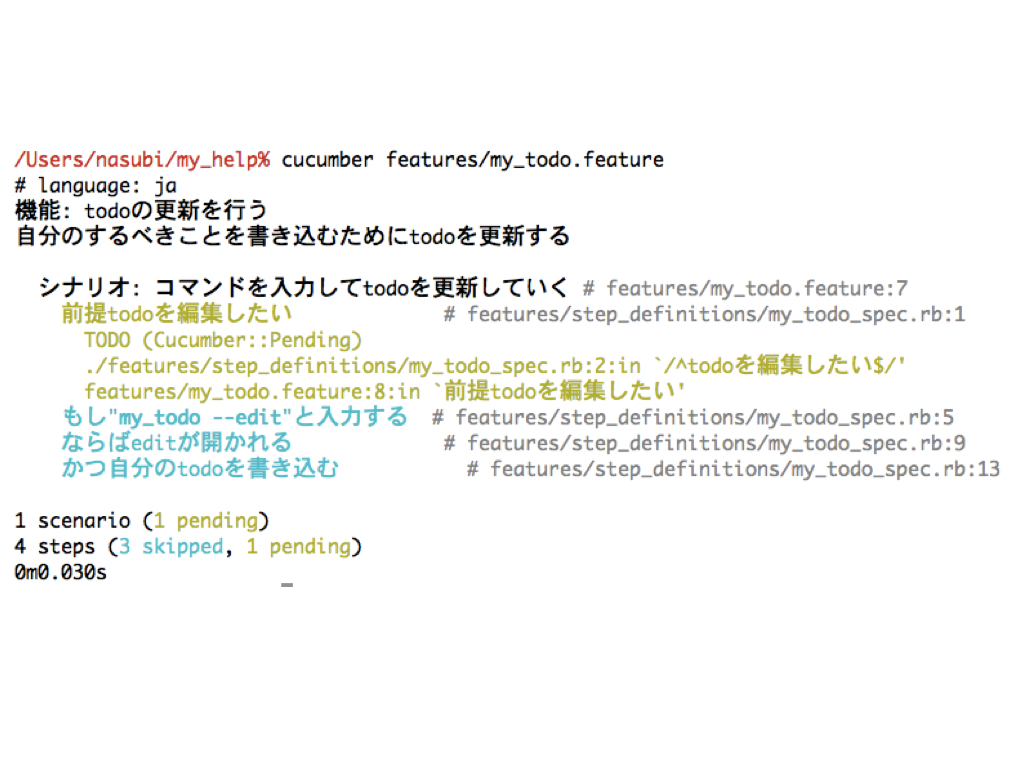 /Users/nasubi/my_help% cucumber features/my_todo.feature
# language: ja
機能: todoの更新を行う
自分のするべきことを書き込むためにtodoを更新する
シナリオ: コマンドを入力してtodoを更新していく # features/my_todo.feature:7
前提todoを編集したい # features/step_definitions/my_todo_spec.rb:1
TODO (Cucumber::Pending)
./features/step_definitions/my_todo_spec.rb:2:in `/^todoを編集したい$/'
features/my_todo.feature:8:in `前提todoを編集したい'
もし"my_todo --edit"と入力する # features/step_definitions/my_todo_spec.rb:5
ならばeditが開かれる # features/step_definitions/my_todo_spec.rb:9
かつ自分のtodoを書き込む # features/step_definitions/my_todo_spec.rb:13
1 scenario (1 pending)
4 steps (3 skipped, 1 pending)
0m0.030s